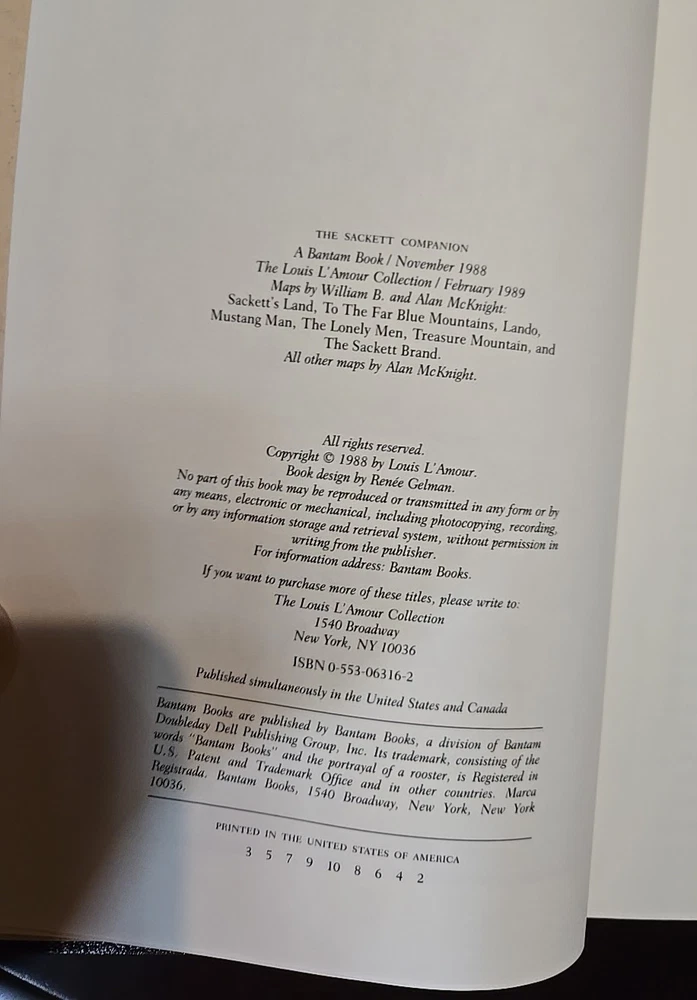 THE SACKETT COMPANION
A Bantam Book / November 1988
The Louis L'Amour Collection / February 1989
Maps by William B. and Alan McKnight:
Sackett's Land, To The Far Blue Mountains, Lando,
Mustang Man, The Lonely Men, Treasure Mountain, and
The Sackett Brand.
All other maps by Alan McKnight.
All rights reserved.
Copyright © 1988 by Louis L'Amour.
Book design by Renée Gelman.
No part of this book may be reproduced or transmitted in any form or by
any means, electronic or mechanical, including photocopying, recording,
or by any information storage and retrieval system, without permission in
writing from the publisher.
For information address: Bantam Books.
If you want to purchase more of these titles, please write to:
The Louis L'Amour Collection
1540 Broadway
New York, NY 10036
ISBN 0-553-06316-2
Published simultaneously in the United States and Canada
Bantam Books are published by Bantam Books, a division of Bantam
Doubleday Dell Publishing Group, Inc. Its trademark, consisting of the
words "Bantam Books" and the portrayal of a rooster, is Registered in
U.S. Patent and Trademark Office and in other countries. Marca
Registrada. Bantam Books, 1540 Broadway, New York, New York
10036.
PRINTED IN THE UNITED STATES OF AMERICA
3 5 7 9 10 8 6 4 2